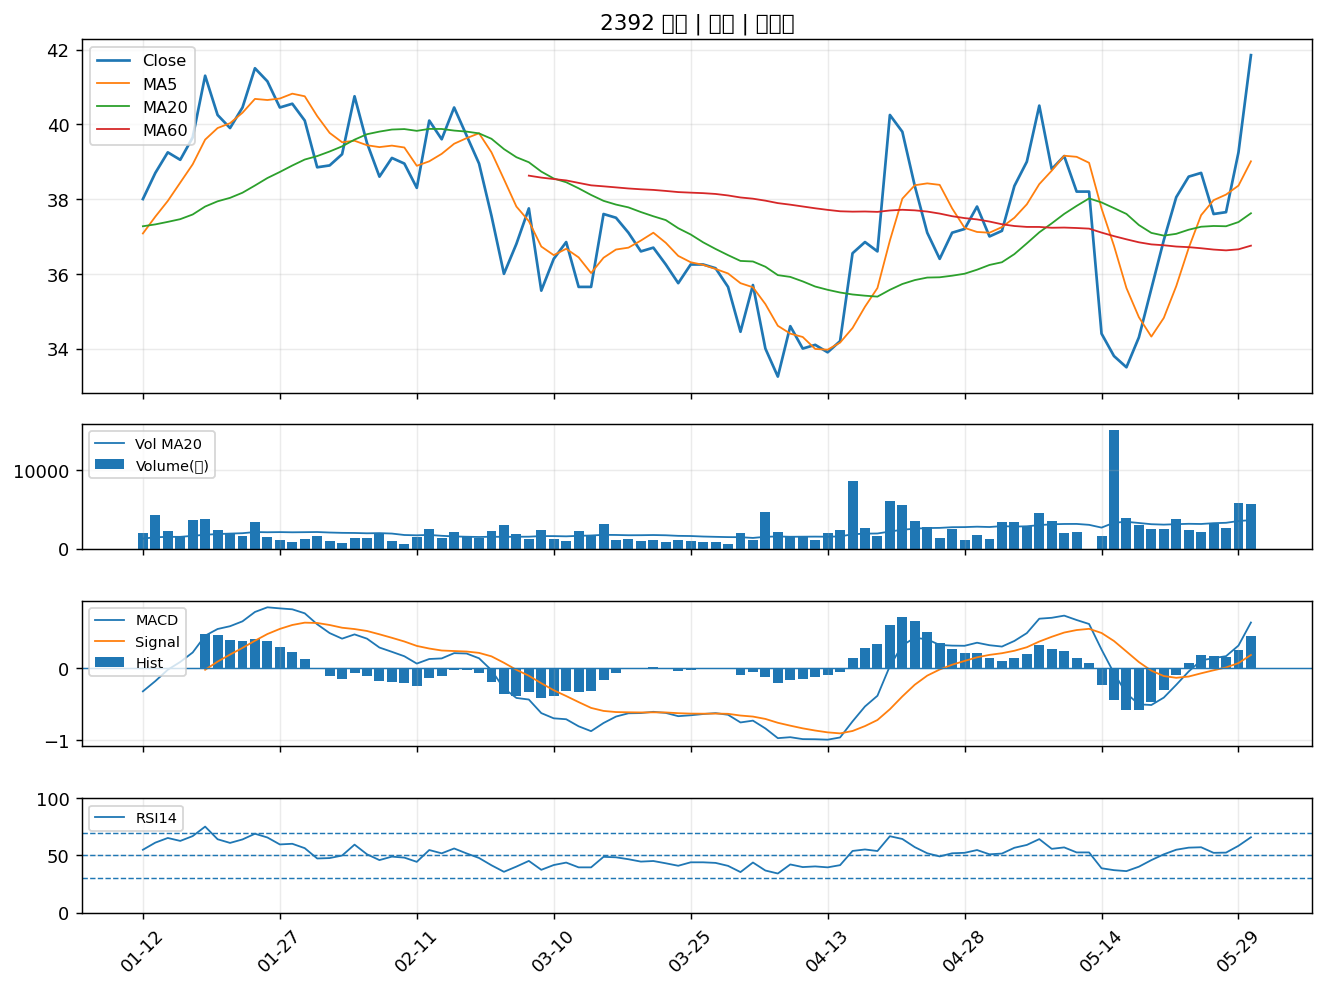 2392 □□ | □□ | □□□
42
40
38
36
34
Close
MA5
MA20
MA60
10000
0
Vol MA20
Volume(□)
0
−1
MACD
Signal
Hist
100
50
0
RSI14
01-12
01-27
02-11
03-10
03-25
04-13
04-28
05-14
05-29